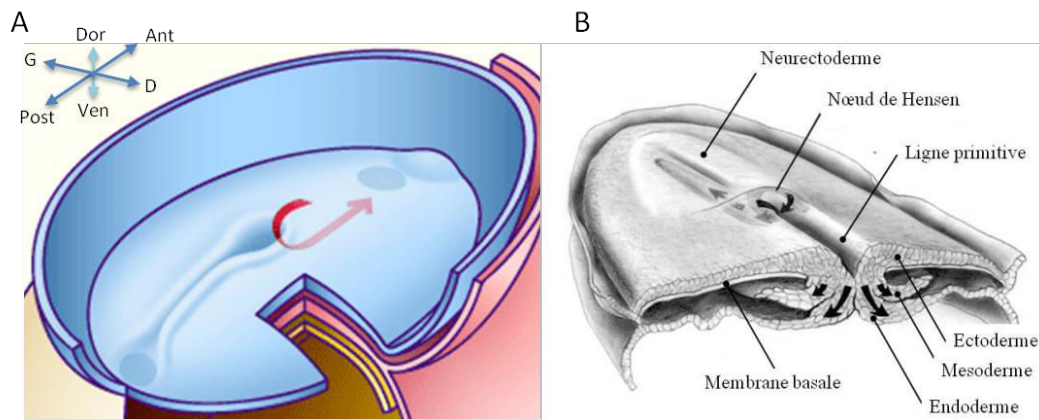 A
Dor
Ant
G
D
Post
Ven
B
Neurectoderme
Nœud de Hensen
Ligne primitive
Ectoderme
Mesoderme
Membrane basale
Endoderme